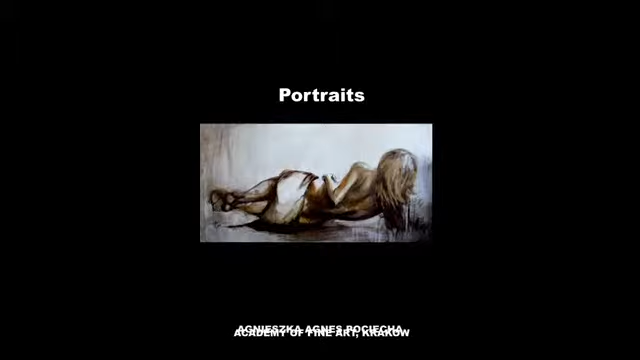 Portraits
AGNIESZKA AGNES POCIECHA
ACADEMY OF FINE ART, KRAKOW